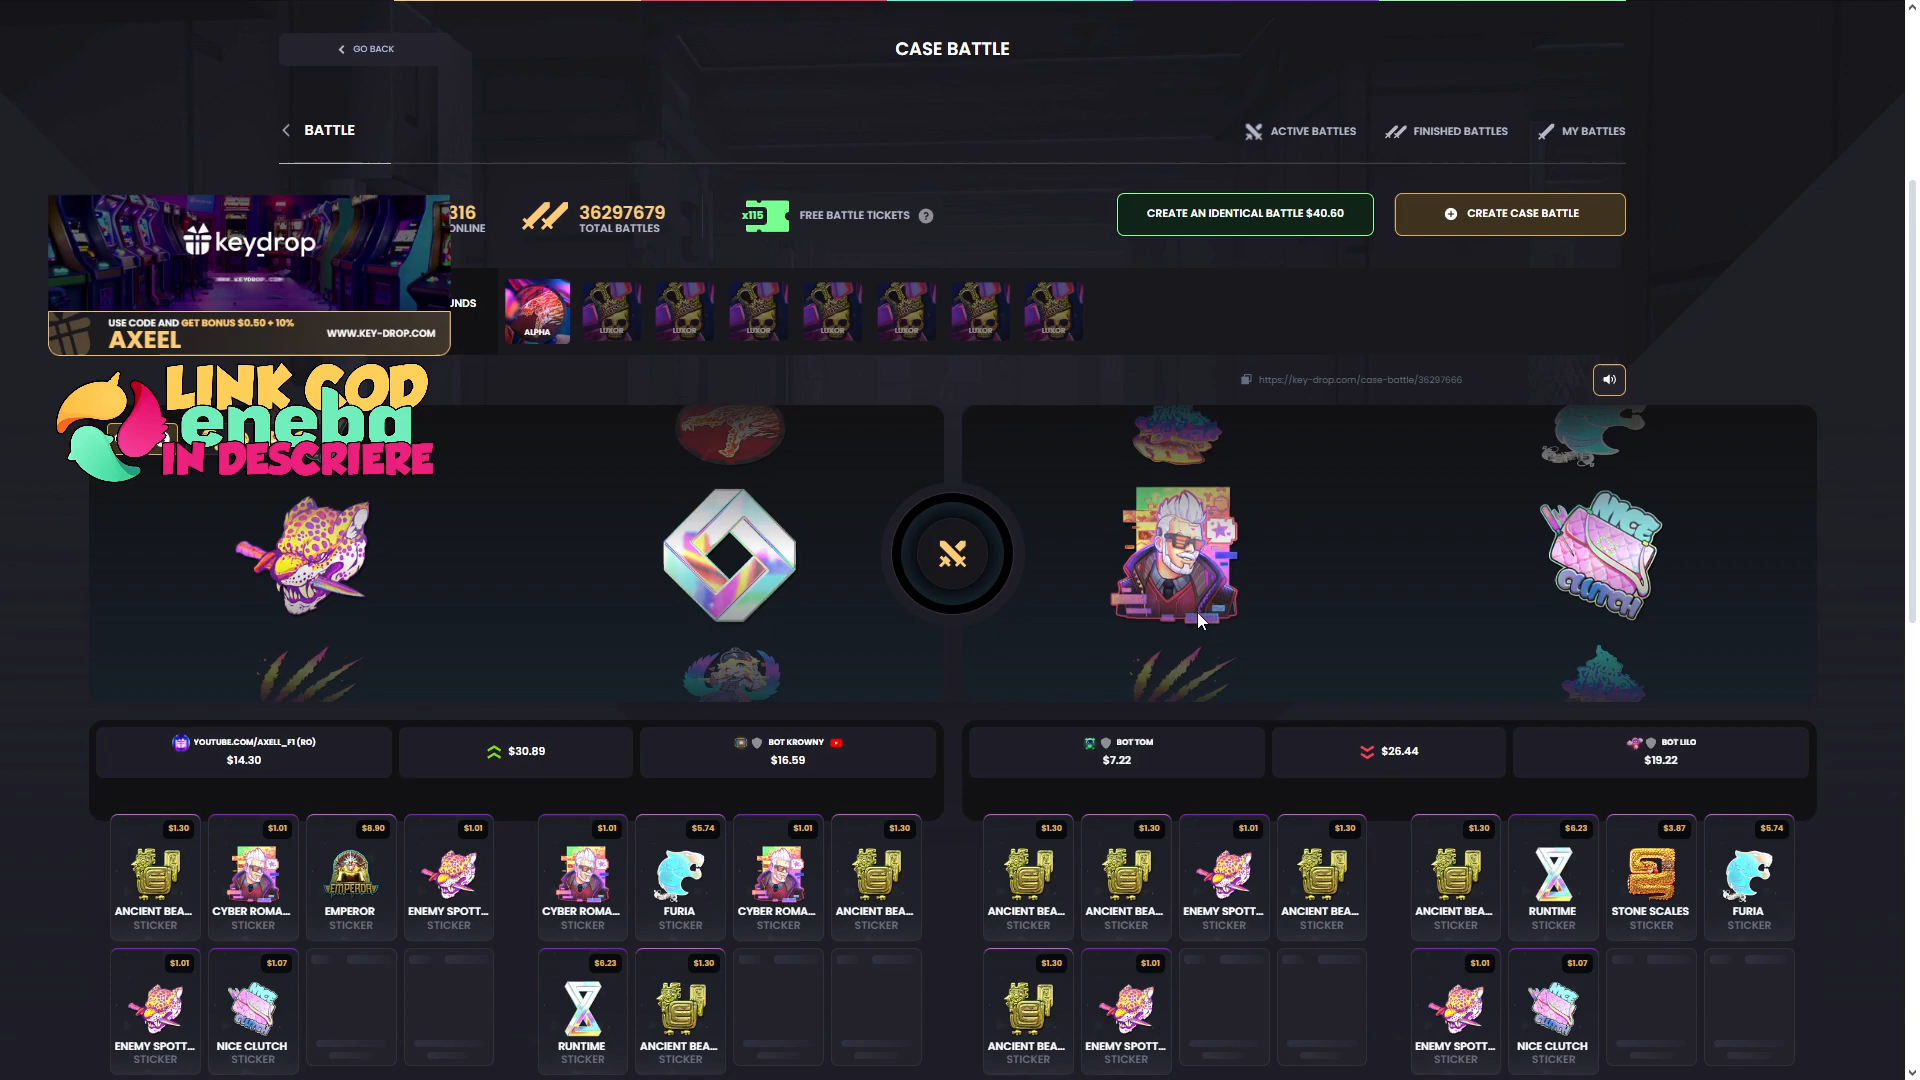 GO BACK
CASE BATTLE
BATTLE
ACTIVE BATTLES
FINISHED BATTLES
MY BATTLES
316
ONLINE
36297679
TOTAL BATTLES
x115
FREE BATTLE TICKETS ?
CREATE AN IDENTICAL BATTLE $40.60
CREATE CASE BATTLE
keydrop
WWW.KEYDROP.COM
USE CODE AND GET BONUS $0.50 + 10%
AXEEL
WWW.KEY-DROP.COM
UNDS
ALPHA
LUXOR
LUXOR
LUXOR
LUXOR
LUXOR
LUXOR
LUXOR
https://key-drop.com/case-battle/36297666
LINK COD
eneba
IN DESCRIERE
NICE
CLUTCH
YOUTUBE.COM/AXELL_F1 (RO)
$14.30
$30.89
BOT KROWNY
$16.59
BOT TOM
$7.22
$26.44
BOT LILO
$19.22
$1.30
$1.01
$8.90
$1.01
$1.01
$5.74
$1.01
$1.30
$1.30
$1.30
$1.01
$1.30
$1.30
$6.23
$3.87
$5.74
EMPEROR
ANCIENT BEA...
STICKER
CYBER ROMA...
STICKER
EMPEROR
STICKER
ENEMY SPOTT...
STICKER
CYBER ROMA...
STICKER
FURIA
STICKER
CYBER ROMA...
STICKER
ANCIENT BEA...
STICKER
ANCIENT BEA...
STICKER
ANCIENT BEA...
STICKER
ENEMY SPOTT...
STICKER
ANCIENT BEA...
STICKER
ANCIENT BEA...
STICKER
RUNTIME
STICKER
STONE SCALES
STICKER
FURIA
STICKER
$1.01
$1.07
$6.23
$1.30
$1.30
$1.01
$1.01
$1.07
ENEMY SPOTT...
STICKER
NICE CLUTCH
STICKER
RUNTIME
STICKER
ANCIENT BEA...
STICKER
ANCIENT BEA...
STICKER
ENEMY SPOTT...
STICKER
ENEMY SPOTT...
STICKER
NICE CLUTCH
STICKER